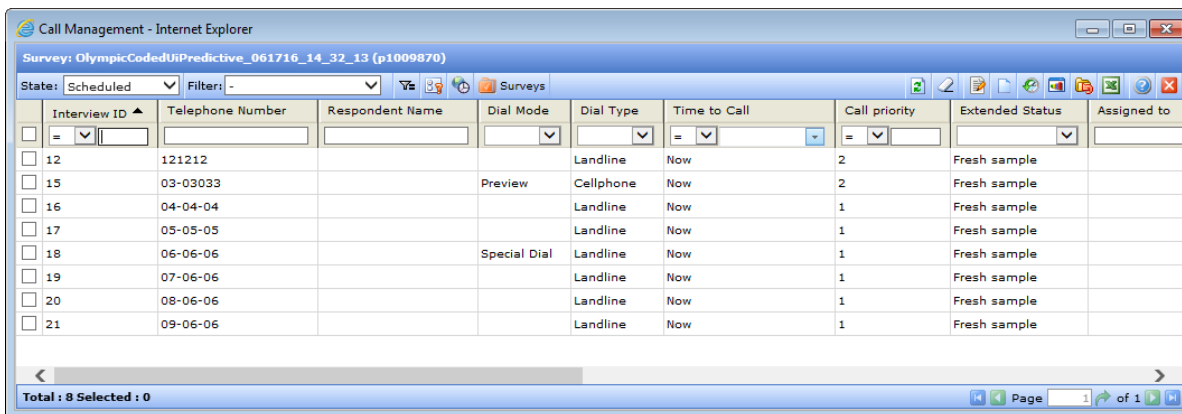 Call Management - Internet Explorer
Survey: OlympicCodedUiPredictive_061716_14_32_13 (p1009870)
State: Scheduled Filter: - Surveys
Interview ID Telephone Number Respondent Name Dial Mode Dial Type Time to Call Call priority Extended Status Assigned to
= = =
12 121212 Landline Now 2 Fresh sample
15 03-03033 Preview Cellphone Now 2 Fresh sample
16 04-04-04 Landline Now 1 Fresh sample
17 05-05-05 Landline Now 1 Fresh sample
18 06-06-06 Special Dial Landline Now 1 Fresh sample
19 07-06-06 Landline Now 1 Fresh sample
20 08-06-06 Landline Now 1 Fresh sample
21 09-06-06 Landline Now 1 Fresh sample
Total : 8 Selected : 0 Page 1 of 1